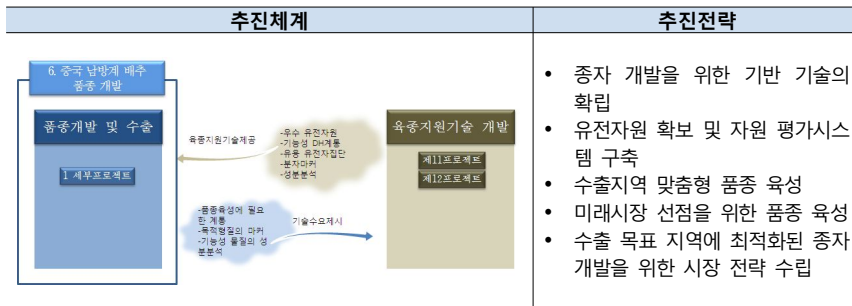 추진체계
추진전략
6. 중국 남방계 배추
품종 개발
품종개발 및 수출
1 세부프로젝트
육종지원기술제공
-우수 유전자원
-기능성 DH계통
-유용 유전자집단
-분자마커
-성분분석
육종지원기술 개발
제11프로젝트
제12프로젝트
-품종육성에 필요
한 계통
-목적형질의 마커
-기능성 물질의 성
분분석
기술수요제시
• 종자 개발을 위한 기반 기술의
확립
• 유전자원 확보 및 자원 평가시스
템 구축
• 수출지역 맞춤형 품종 육성
• 미래시장 선점을 위한 품종 육성
• 수출 목표 지역에 최적화된 종자
개발을 위한 시장 전략 수립